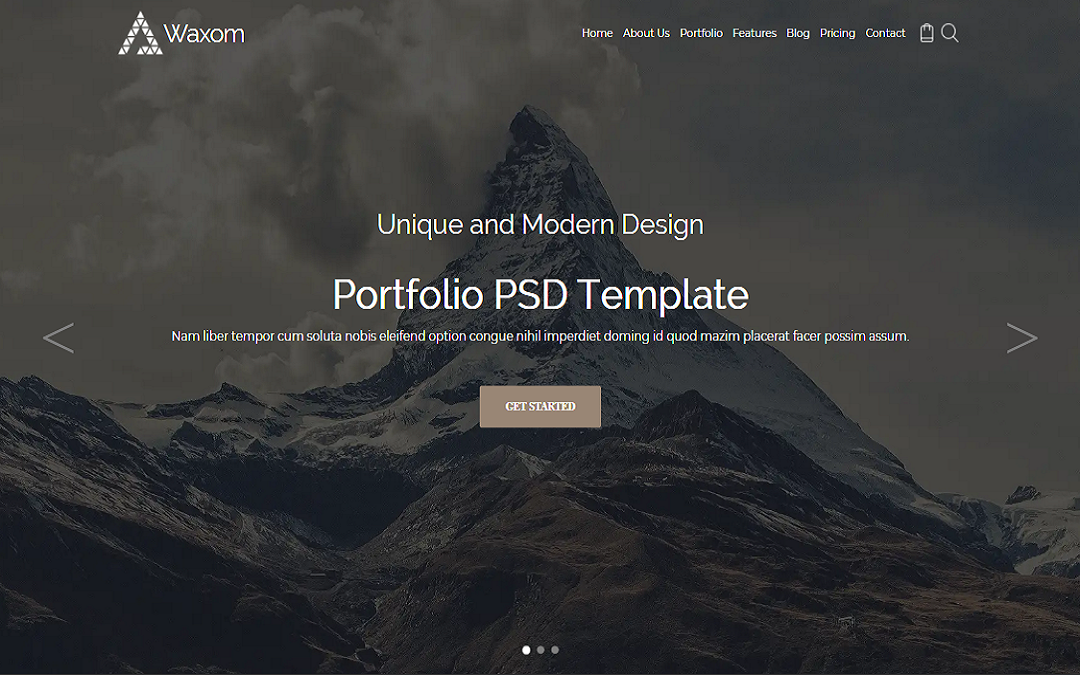 Waxom
Home About Us Portfolio Features Blog Pricing Contact
Unique and Modern Design
Portfolio PSD Template
Nam liber tempor cum soluta nobis eleifend option congue nihil imperdiet doming id quod mazim placerat facer possim assum.
GET STARTED